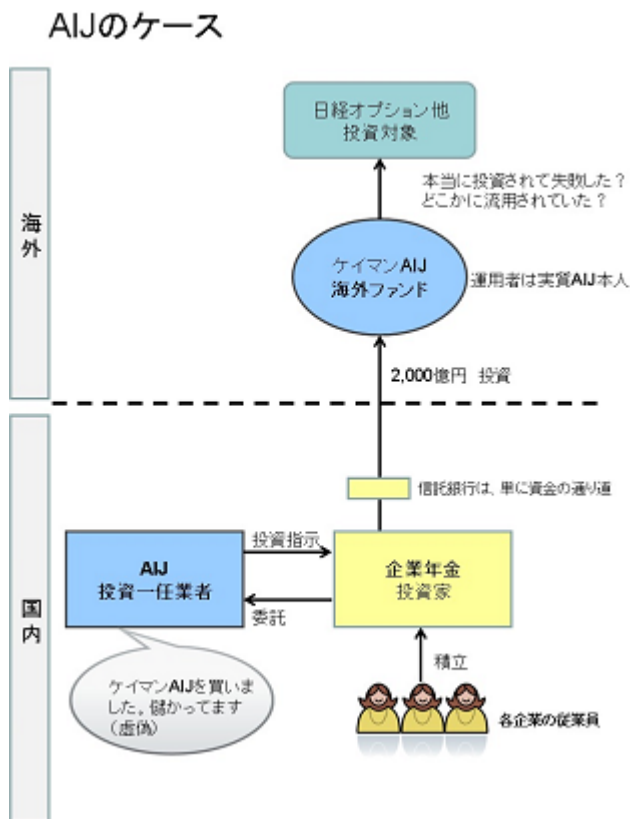 AIJのケース
海外
日経オプション他
投資対象
本当に投資されて失敗した?
どこかに流用されていた?
ケイマンAIJ
海外ファンド
運用者は実質AIJ本人
2,000億円 投資
国内
信託銀行は、単に資金の通り道
投資指示
AIJ
投資一任業者
企業年金
投資家
委託
積立
ケイマンAIJを買いま
した。儲かってます
(虚偽)
各企業の従業員